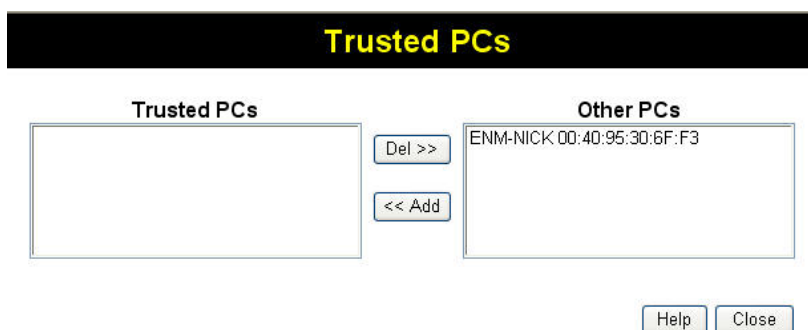 Trusted PCs
Trusted PCs
Other PCs
ENM-NICK 00:40:95:30:6F:F3
Del >>
<< Add
Help
Close